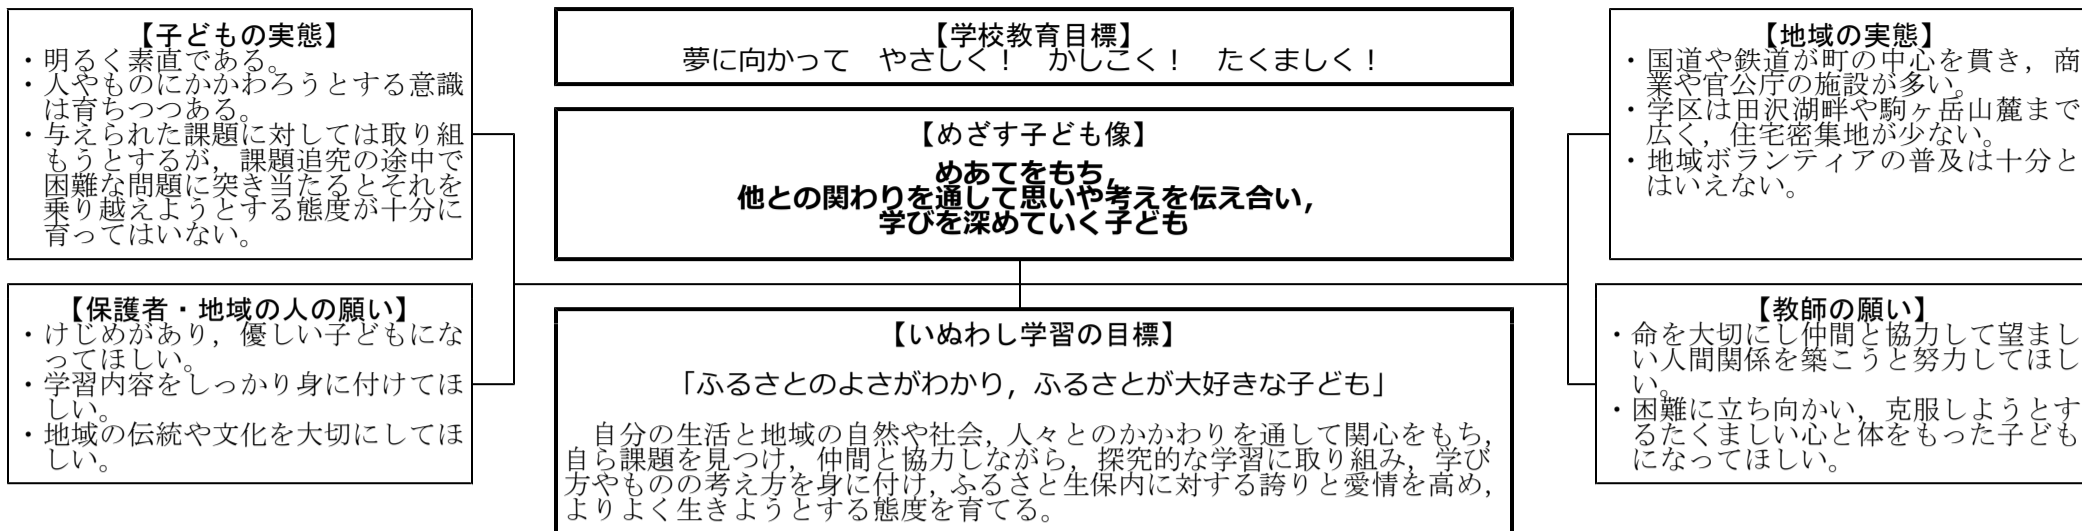 【子どもの実態】
・明るく素直である。
・人やものにかかわろうとする意識
は育ちつつある。
・与えられた課題に対しては取り組
もうとするが，課題追究の途中で
困難な問題に突き当たるとそれを
乗り越えようとする態度が十分に
育ってはいない。
【保護者・地域の人の願い】
・けじめがあり，優しい子どもにな
ってほしい。
・学習内容をしっかり身に付けてほ
しい。
・地域の伝統や文化を大切にしてほ
しい。
【学校教育目標】
夢に向かって　やさしく！　かしこく！　たくましく！
【めざす子ども像】
めあてをもち，
他との関わりを通して思いや考えを伝え合い，
学びを深めていく子ども
【いぬわし学習の目標】
「ふるさとのよさがわかり，ふるさとが大好きな子ども」
自分の生活と地域の自然や社会，人々とのかかわりを通して関心をもち，
自ら課題を見つけ，仲間と協力しながら，探究的な学習に取り組み，学び
方やものの考え方を身に付け，ふるさと生保内に対する誇りと愛情を高め，
よりよく生きようとする態度を育てる。
【地域の実態】
・国道や鉄道が町の中心を貫き，商
業や官公庁の施設が多い。
・学区は田沢湖畔や駒ヶ岳山麓まで
広く，住宅密集地が少ない。
・地域ボランティアの普及は十分と
はいえない。
【教師の願い】
・命を大切にし仲間と協力して望まし
い人間関係を築こうと努力してほし
い。
・困難に立ち向かい，克服しようとす
るたくましい心と体をもった子ども
になってほしい。